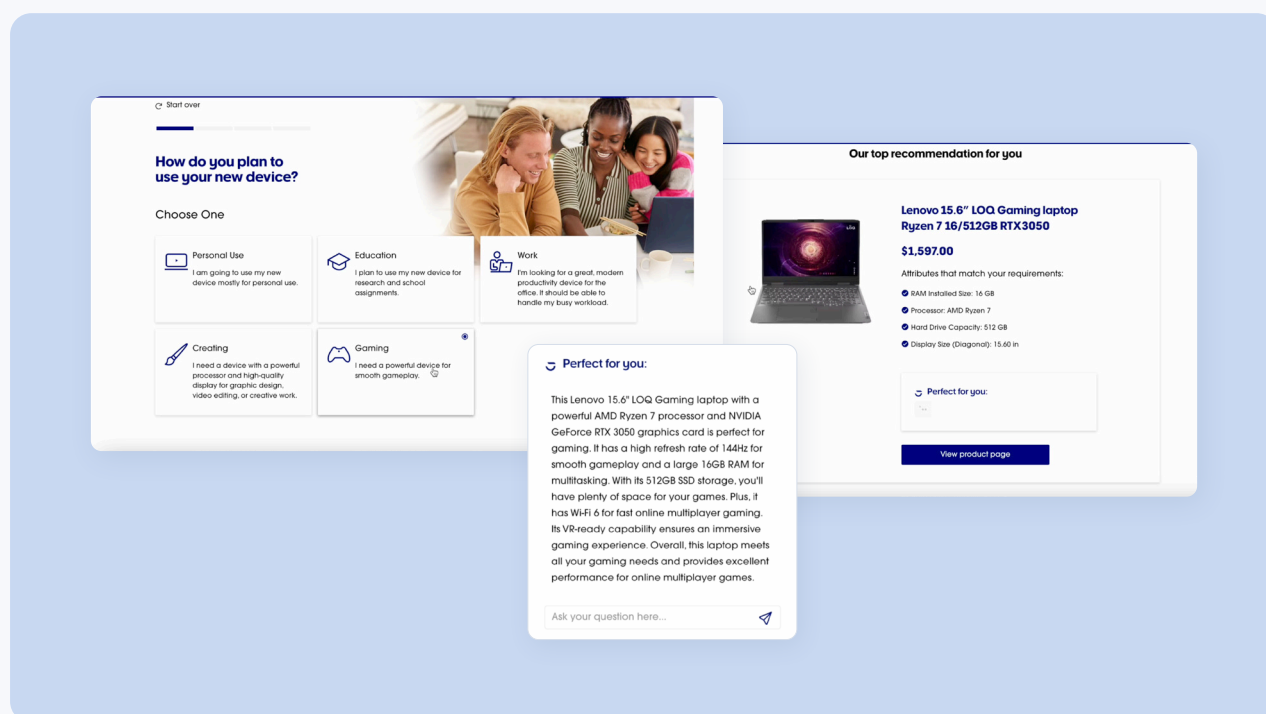 Start over
How do you plan to
use your new device?
Choose One
Personal Use
I am going to use my new
device mostly for personal use.
Education
I plan to use my new device for
research and school
assignments.
Work
I'm looking for a great, modern
productivity device for the
office. It should be able to
handle my busy workload.
Creating
I need a device with a powerful
processor and high-quality
display for graphic design,
video editing, or creative work.
Gaming
I need a powerful device for
smooth gameplay.
Perfect for you:
This Lenovo 15.6" LOQ Gaming laptop with a
powerful AMD Ryzen 7 processor and NVIDIA
GeForce RTX 3050 graphics card is perfect for
gaming. It has a high refresh rate of 144Hz for
smooth gameplay and a large 16GB RAM for
multitasking. With its 512GB SSD storage, you'll
have plenty of space for your games. Plus, it
has Wi-Fi 6 for fast online multiplayer gaming.
Its VR-ready capability ensures an immersive
gaming experience. Overall, this laptop meets
all your gaming needs and provides excellent
performance for online multiplayer games.
Ask your question here...
Our top recommendation for you
LOQ
Lenovo 15.6" LOQ Gaming laptop
Ryzen 7 16/512GB RTX3050
$1,597.00
Attributes that match your requirements:
RAM Installed Size: 16 GB
Processor: AMD Ryzen 7
Hard Drive Capacity: 512 GB
Display Size (Diagonal): 15.60 in
Perfect for you:
View product page